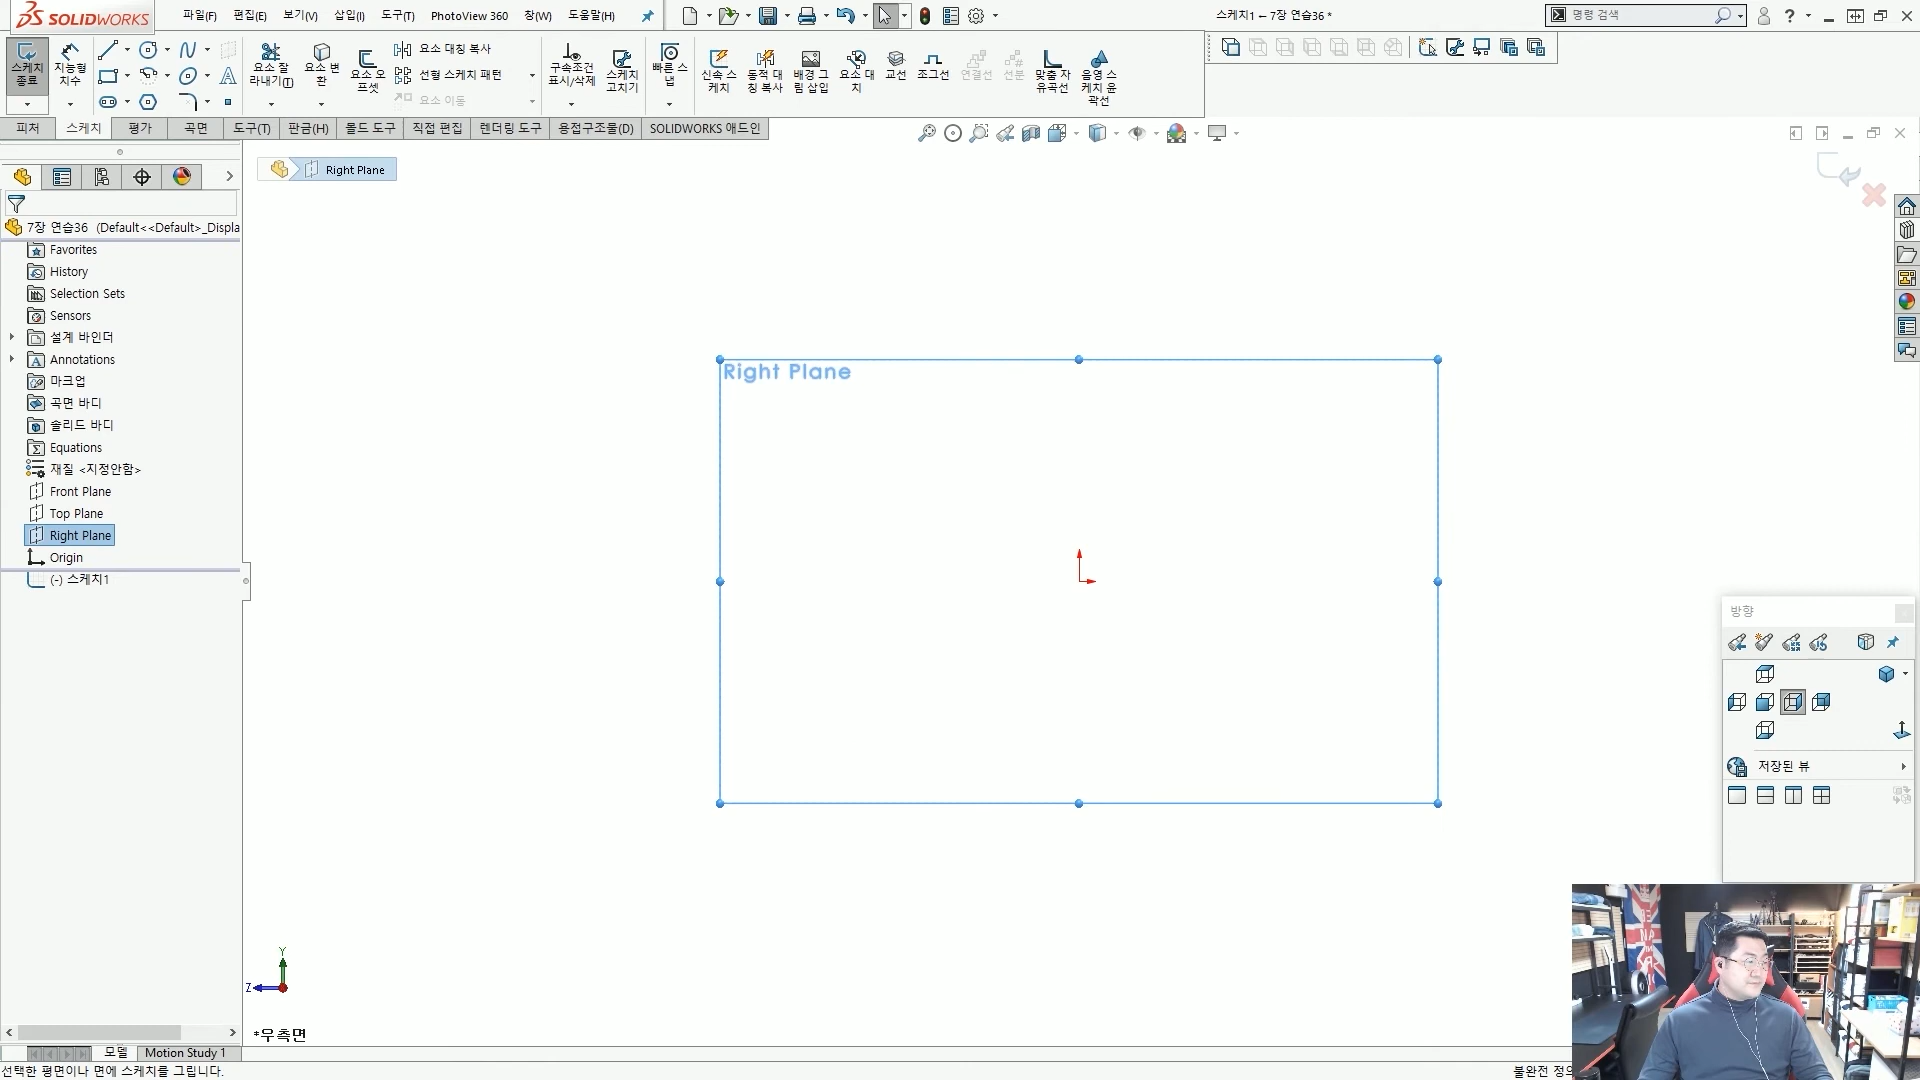 SOLIDWORKS
파일(F) 편집(E) 보기(V) 삽입(I) 도구(T) PhotoView 360 창(W) 도움말(H)
스케치1 ← 7장 연습36 *
명령 검색
스케치 종료
지능형 치수
요소 잘라내기(T)
요소 변환
요소 오프셋
요소 대칭 복사
선형 스케치 패턴
요소 이동
구속조건 표시/삭제
스케치 고치기
빠른 스냅
신속 스케치
동적 대칭 복사
배경 그림 삽입
요소 대치
교선
조그선
연결선
선분
맞춤 자유곡선
음영 스케치 윤곽선
피처 스케치 평가 곡면 도구(T) 판금(H) 몰드 도구 직접 편집 렌더링 도구 용접구조물(D) SOLIDWORKS 애드인
Right Plane
7장 연습36 (Default<<Default>_Displa
Favorites
History
Selection Sets
Sensors
설계 바인더
Annotations
마크업
곡면 바디
솔리드 바디
Equations
재질 <지정안함>
Front Plane
Top Plane
Right Plane
Origin
(-) 스케치1
Right Plane
방향
저장된 뷰
Y
Z
*우측면
모델 Motion Study 1
선택한 평면이나 면에 스케치를 그립니다.
불완전 정의